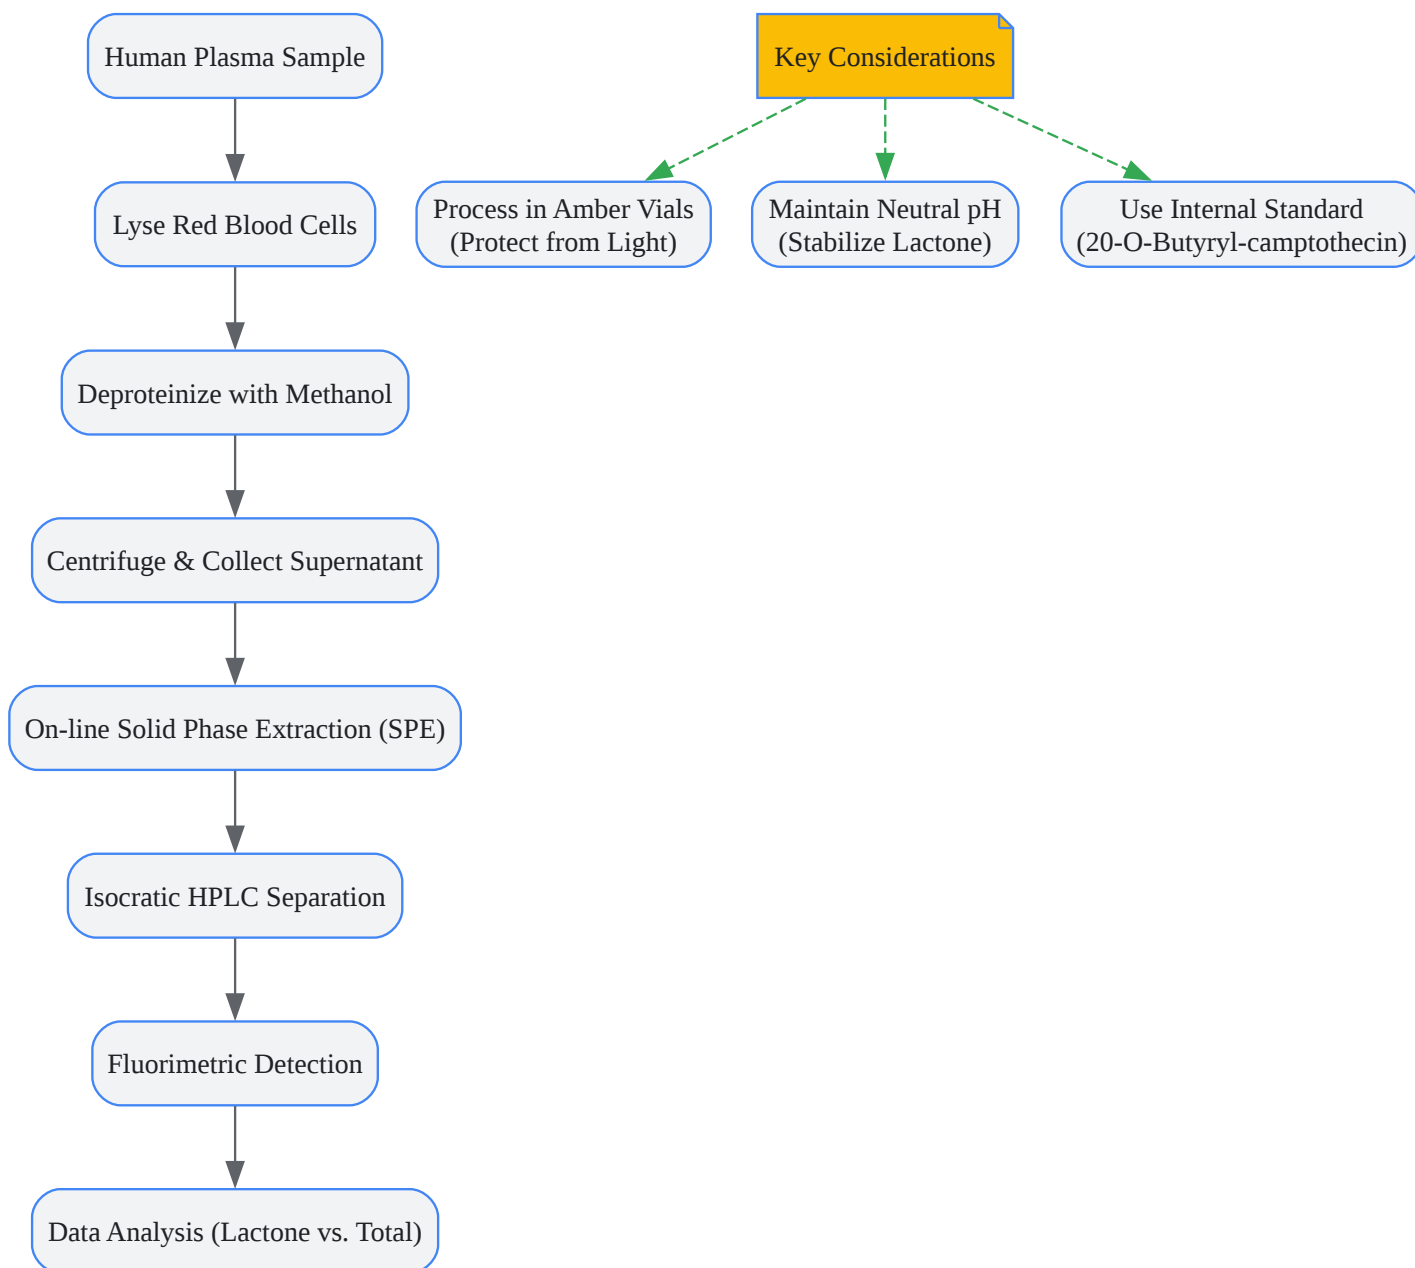 Human Plasma Sample
Lyse Red Blood Cells
Deproteinize with Methanol
Centrifuge & Collect Supernatant
On-line Solid Phase Extraction (SPE)
Isocratic HPLC Separation
Fluorimetric Detection
Data Analysis (Lactone vs. Total)
Key Considerations
Process in Amber Vials
(Protect from Light)
Maintain Neutral pH
(Stabilize Lactone)
Use Internal Standard
(20-O-Butyryl-camptothecin)